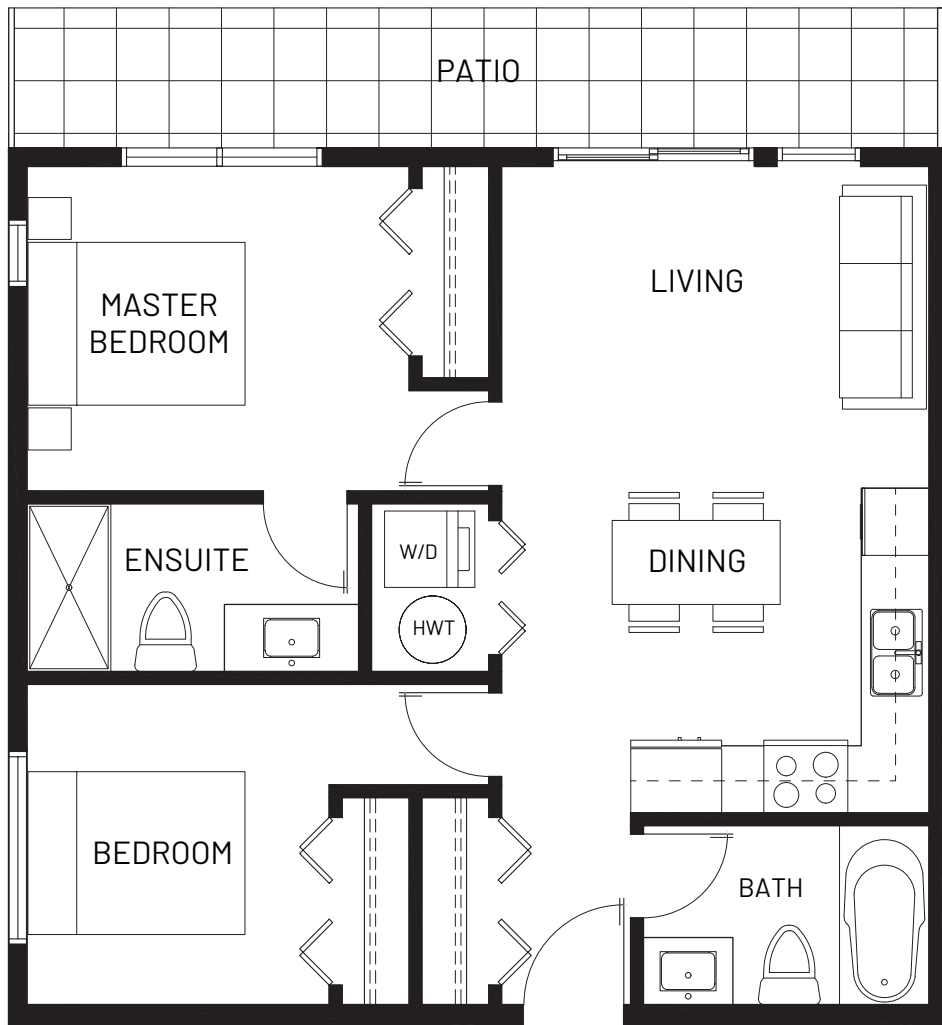 PATIO
LIVING
MASTER
BEDROOM
ENSUITE
W/D
DINING
HWT
BEDROOM
BATH